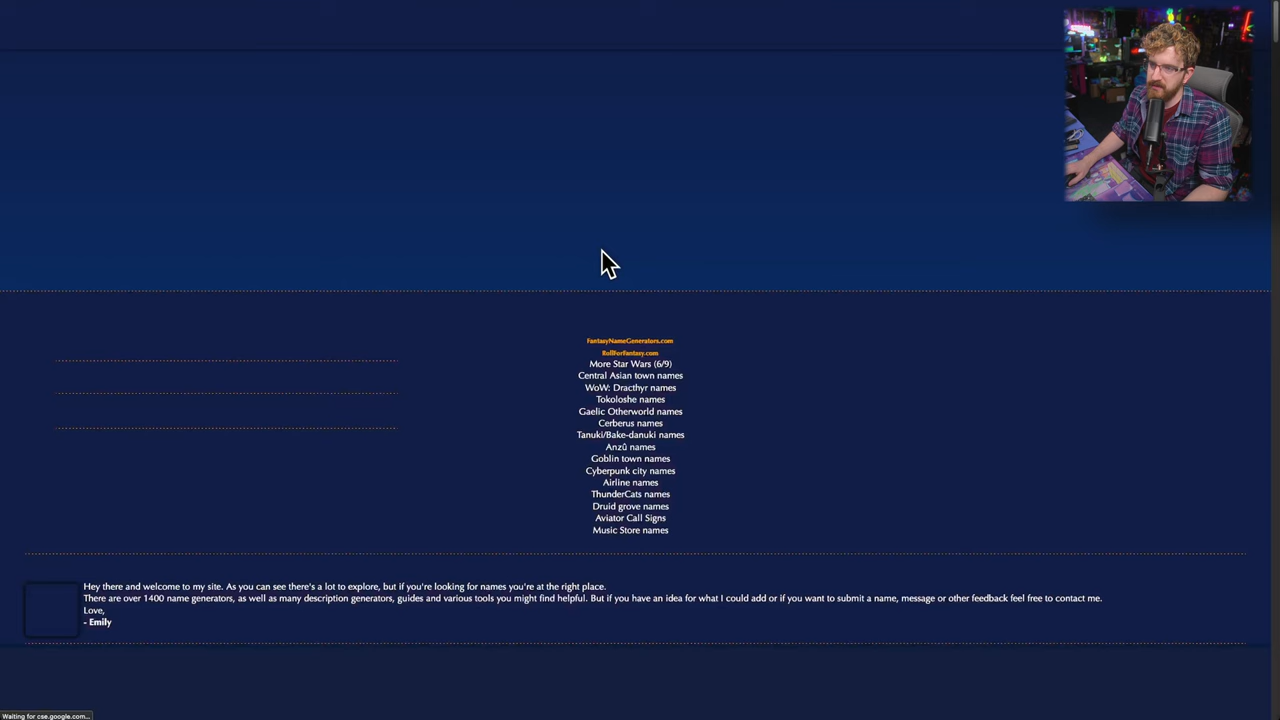 FantasyNameGenerators.com
RollForFantasy.com
More Star Wars (6/9)
Central Asian town names
WoW: Dracthyr names
Tokoloshe names
Gaelic Otherworld names
Cerberus names
Tanuki/Bake-danuki names
Anzû names
Goblin town names
Cyberpunk city names
Airline names
ThunderCats names
Druid grove names
Aviator Call Signs
Music Store names
Hey there and welcome to my site. As you can see there's a lot to explore, but if you're looking for names you're at the right place.
There are over 1400 name generators, as well as many description generators, guides and various tools you might find helpful. But if you have an idea for what I could add or if you want to submit a name, message or other feedback feel free to contact me.
Love,
- Emily
Waiting for cse.google.com...